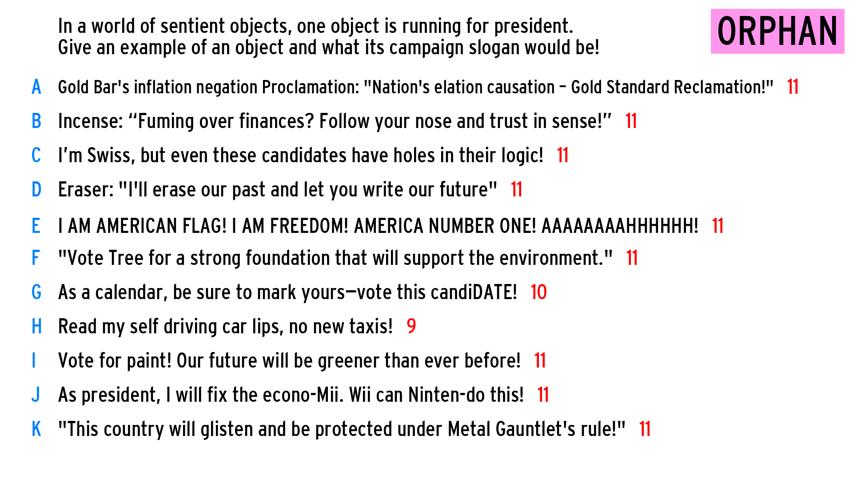 In a world of sentient objects, one object is running for president.
Give an example of an object and what its campaign slogan would be!
ORPHAN
A Gold Bar's inflation negation Proclamation: "Nation's elation causation – Gold Standard Reclamation!" 11
B Incense: “Fuming over finances? Follow your nose and trust in sense!” 11
C I’m Swiss, but even these candidates have holes in their logic! 11
D Eraser: "I'll erase our past and let you write our future" 11
E I AM AMERICAN FLAG! I AM FREEDOM! AMERICA NUMBER ONE! AAAAAAAAHHHHHH! 11
F "Vote Tree for a strong foundation that will support the environment." 11
G As a calendar, be sure to mark yours—vote this candiDATE! 10
H Read my self driving car lips, no new taxis! 9
I Vote for paint! Our future will be greener than ever before! 11
J As president, I will fix the econo-Mii. Wii can Ninten-do this! 11
K "This country will glisten and be protected under Metal Gauntlet's rule!" 11